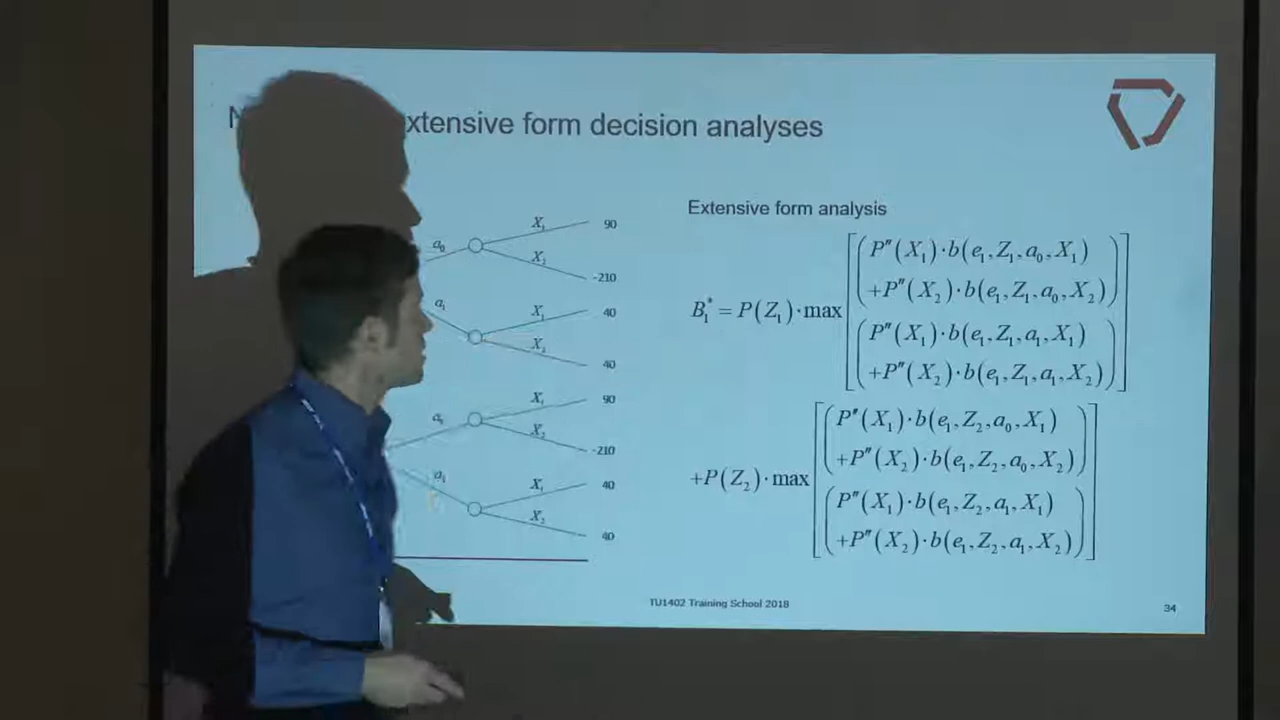 extensive form decision analyses
Extensive form analysis
a₀
X₁
90
X₂
-210
a₁
X₁
40
X₂
40
X₁
90
X₂
-210
a₁
X₁
40
X₂
40
B₁* = P(Z₁)·max
[(P″(X₁)·b(e₁,Z₁,a₀,X₁)
+P″(X₂)·b(e₁,Z₁,a₀,X₂))
(P″(X₁)·b(e₁,Z₁,a₁,X₁)
+P″(X₂)·b(e₁,Z₁,a₁,X₂))]
+P(Z₂)·max
[(P″(X₁)·b(e₁,Z₂,a₀,X₁)
+P″(X₂)·b(e₁,Z₂,a₀,X₂))
(P″(X₁)·b(e₁,Z₂,a₁,X₁)
+P″(X₂)·b(e₁,Z₂,a₁,X₂))]
TU1402 Training School 2018
34